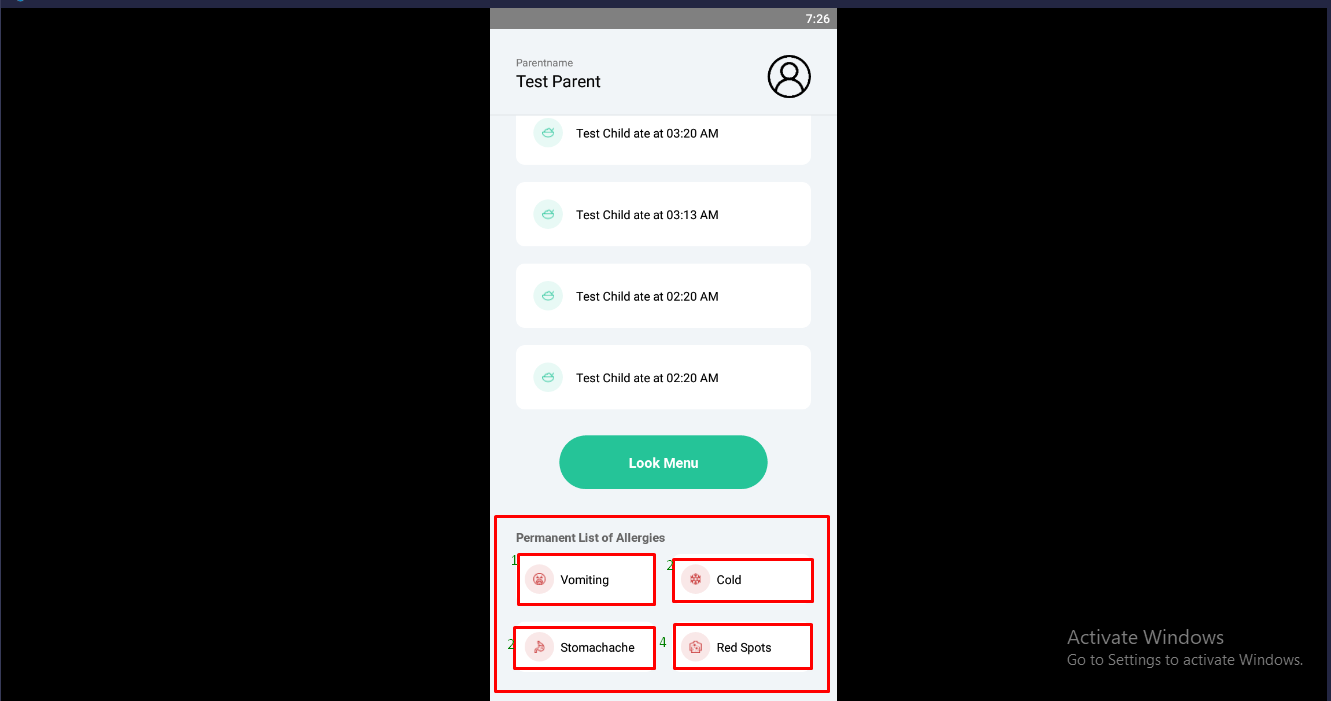 7:26
Parentname
Test Parent
Test Child ate at 03:20 AM
Test Child ate at 03:13 AM
Test Child ate at 02:20 AM
Test Child ate at 02:20 AM
Look Menu
Permanent List of Allergies
1 Vomiting
2 Cold
2 Stomachache
4 Red Spots
Activate Windows
Go to Settings to activate Windows.